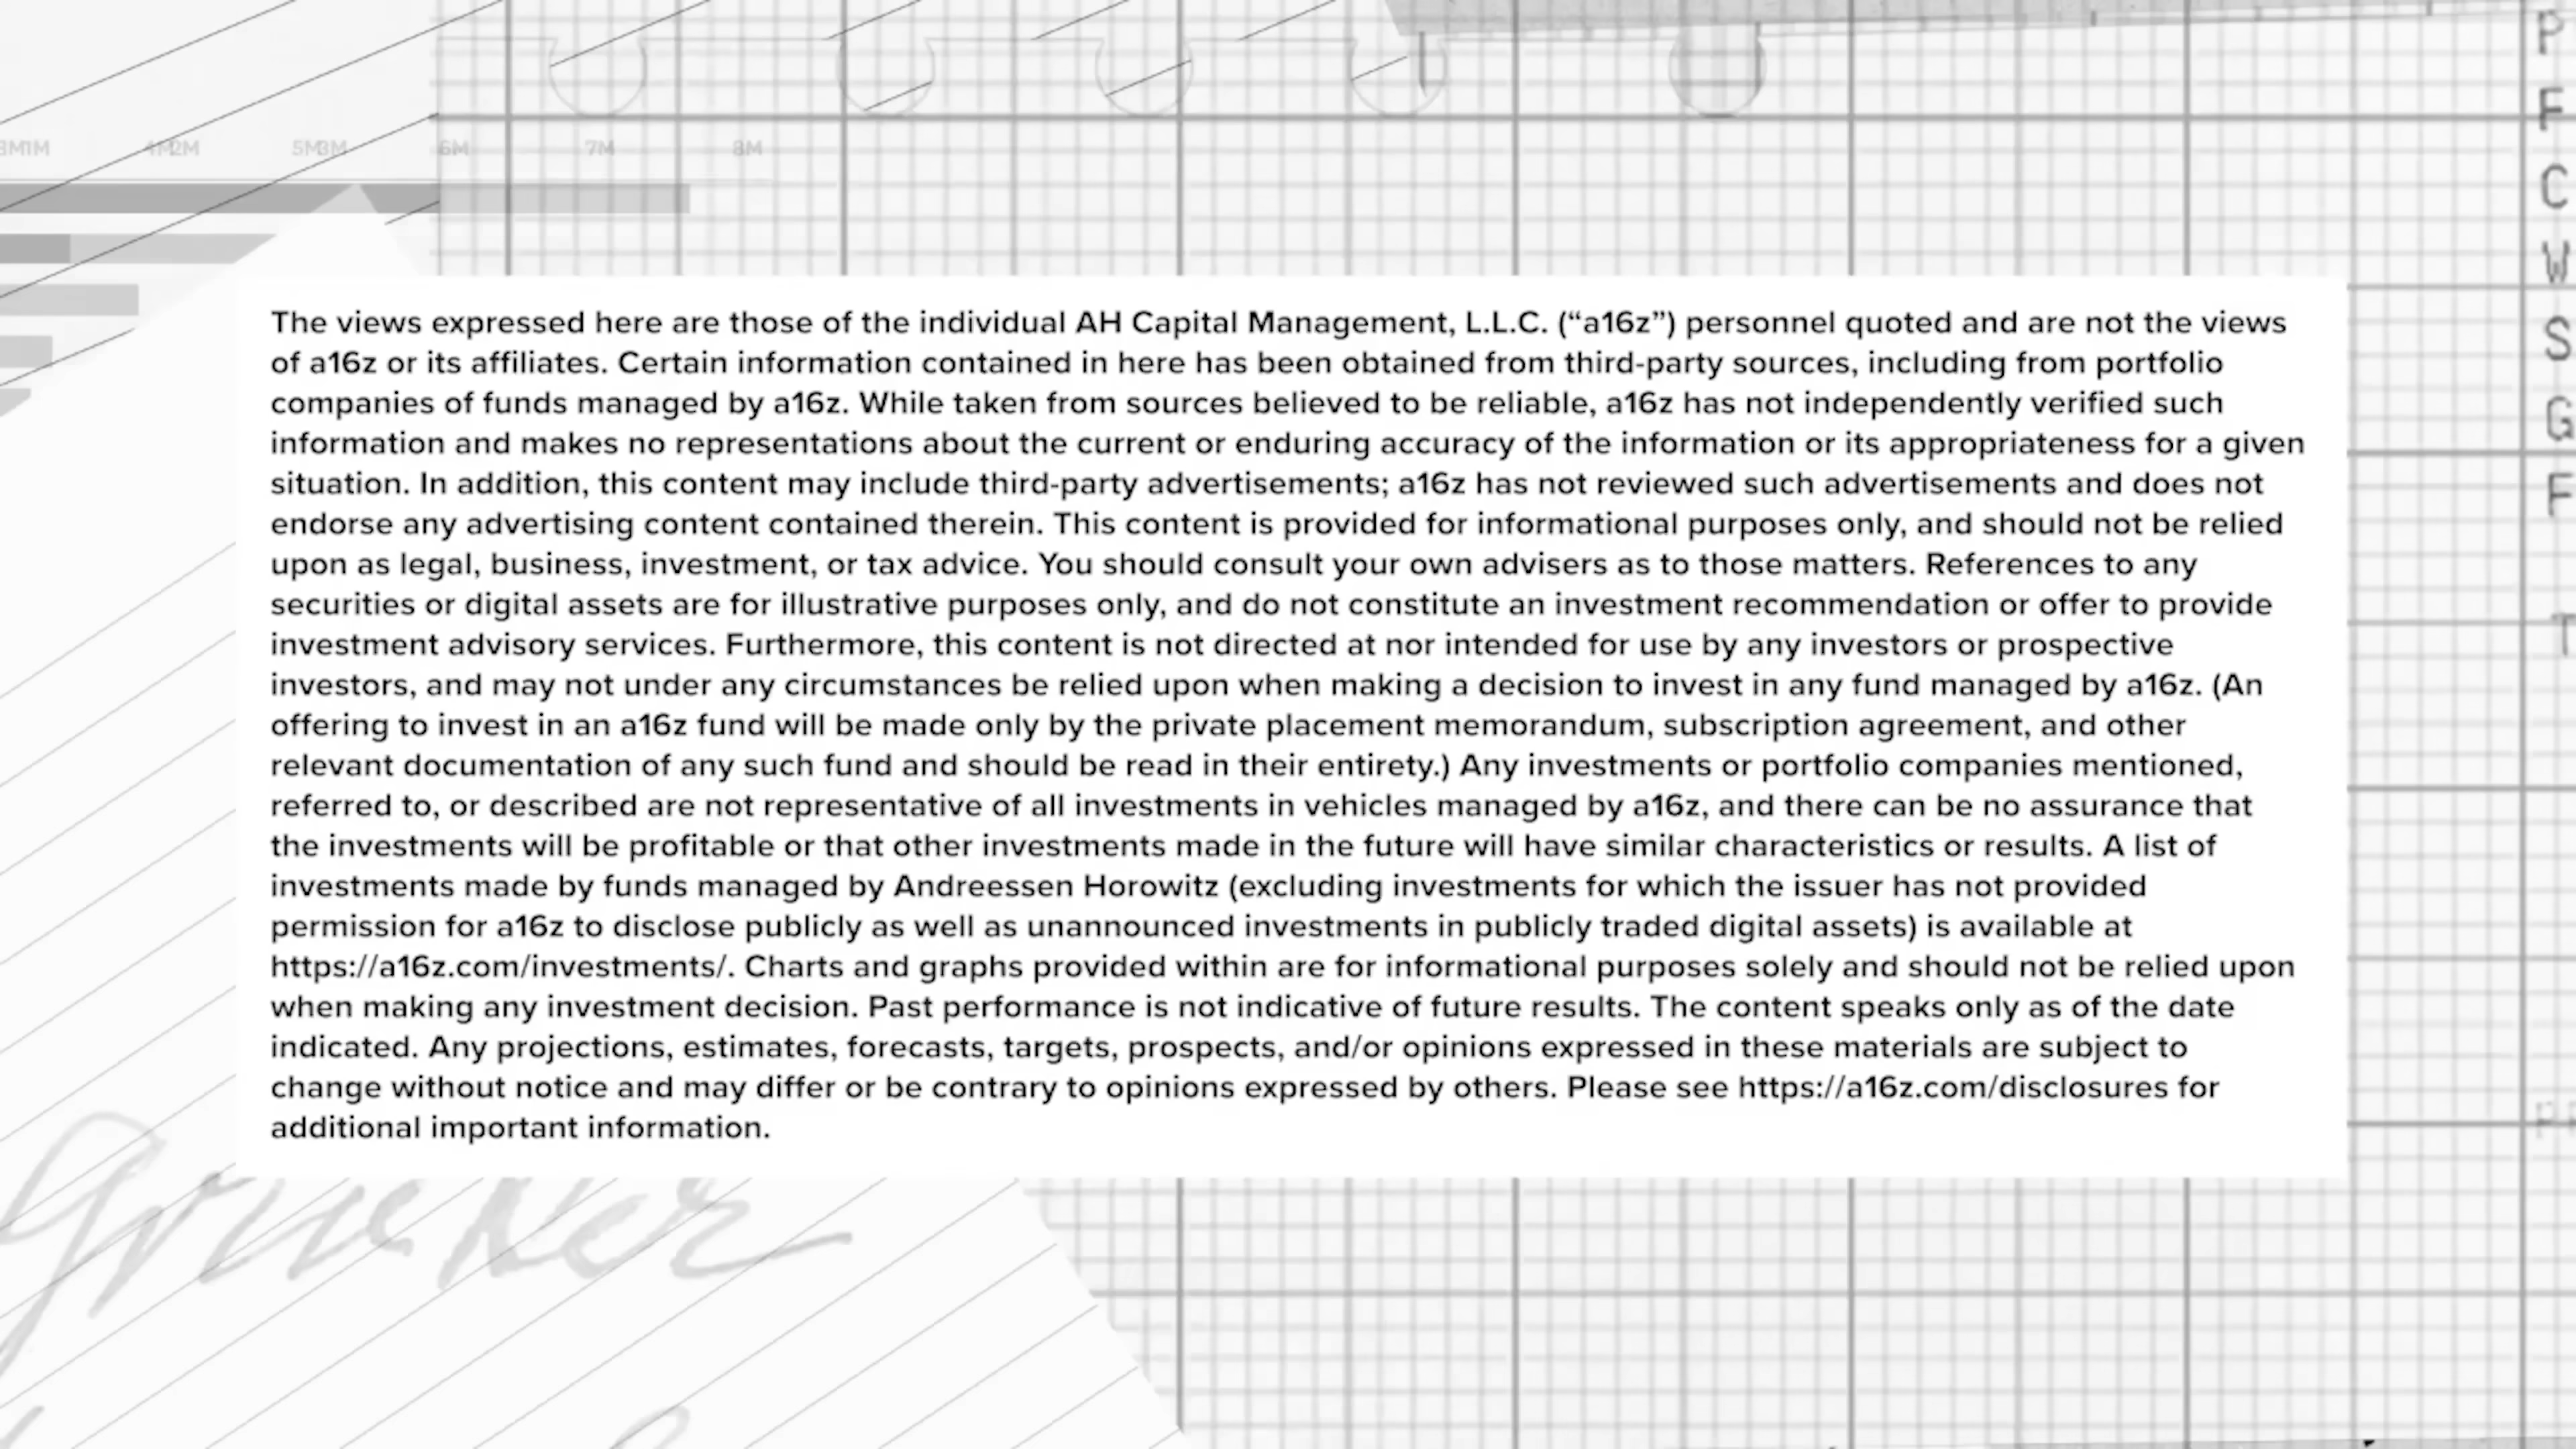 3M1M 4M2M 5M3M 6M 7M 8M
P
F
C
W
S
G
F
T
The views expressed here are those of the individual AH Capital Management, L.L.C. (“a16z”) personnel quoted and are not the views
of a16z or its affiliates. Certain information contained in here has been obtained from third-party sources, including from portfolio
companies of funds managed by a16z. While taken from sources believed to be reliable, a16z has not independently verified such
information and makes no representations about the current or enduring accuracy of the information or its appropriateness for a given
situation. In addition, this content may include third-party advertisements; a16z has not reviewed such advertisements and does not
endorse any advertising content contained therein. This content is provided for informational purposes only, and should not be relied
upon as legal, business, investment, or tax advice. You should consult your own advisers as to those matters. References to any
securities or digital assets are for illustrative purposes only, and do not constitute an investment recommendation or offer to provide
investment advisory services. Furthermore, this content is not directed at nor intended for use by any investors or prospective
investors, and may not under any circumstances be relied upon when making a decision to invest in any fund managed by a16z. (An
offering to invest in an a16z fund will be made only by the private placement memorandum, subscription agreement, and other
relevant documentation of any such fund and should be read in their entirety.) Any investments or portfolio companies mentioned,
referred to, or described are not representative of all investments in vehicles managed by a16z, and there can be no assurance that
the investments will be profitable or that other investments made in the future will have similar characteristics or results. A list of
investments made by funds managed by Andreessen Horowitz (excluding investments for which the issuer has not provided
permission for a16z to disclose publicly as well as unannounced investments in publicly traded digital assets) is available at
https://a16z.com/investments/. Charts and graphs provided within are for informational purposes solely and should not be relied upon
when making any investment decision. Past performance is not indicative of future results. The content speaks only as of the date
indicated. Any projections, estimates, forecasts, targets, prospects, and/or opinions expressed in these materials are subject to
change without notice and may differ or be contrary to opinions expressed by others. Please see https://a16z.com/disclosures for
additional important information.